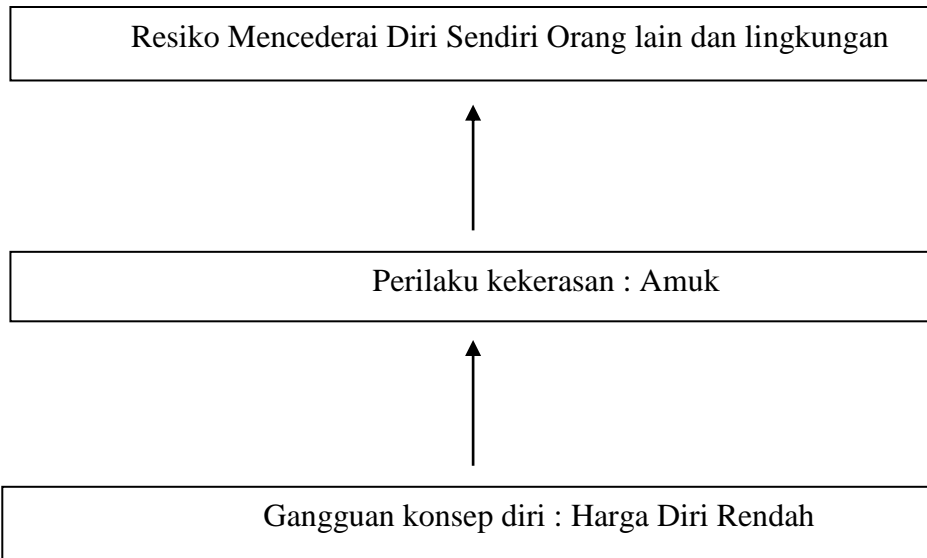 Resiko Mencederai Diri Sendiri Orang lain dan lingkungan
Perilaku kekerasan : Amuk
Gangguan konsep diri : Harga Diri Rendah